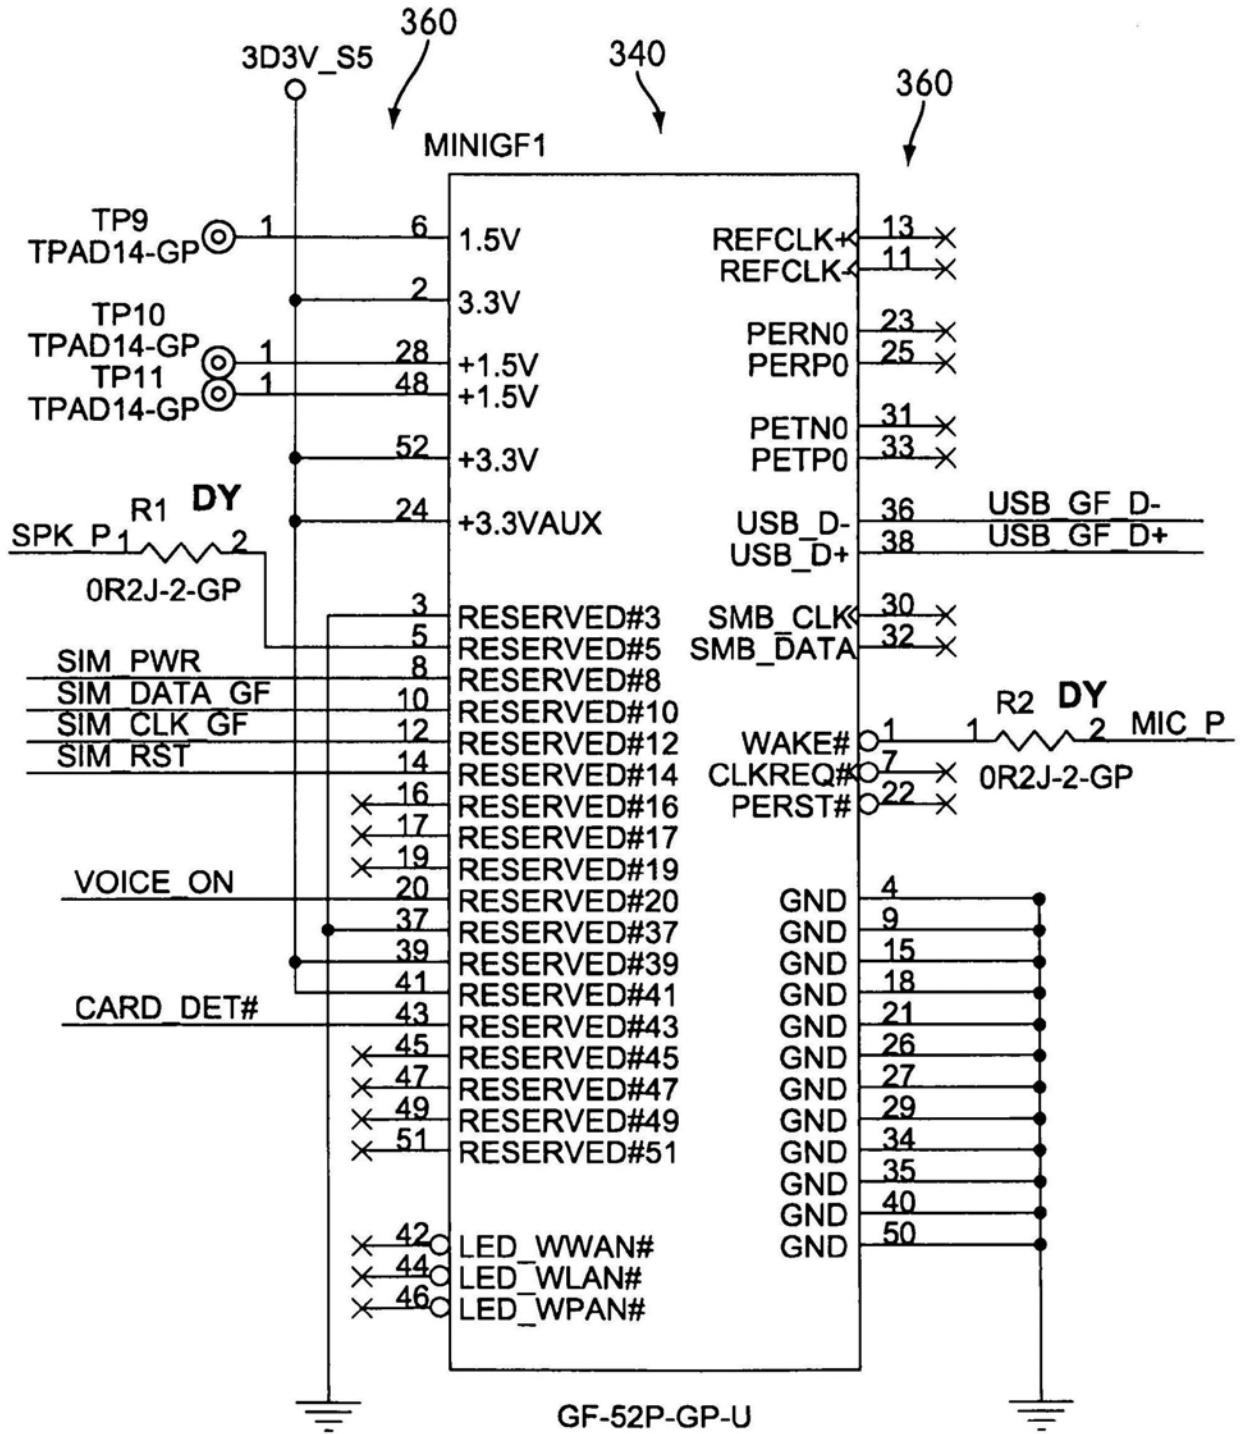 360
3D3V_S5
340
360
MINIGF1
TP9 1 6 1.5V REFCLK+ 13
TPAD14-GP
REFCLK- 11
2 3.3V
TP10
TPAD14-GP 1 28 +1.5V
PERN0 23
PERP0 25
TP11 1 48 +1.5V
TPAD14-GP
PETN0 31
52 +3.3V PETP0 33
R1 DY
24 +3.3VAUX USB_D- 36 USB_GF_D-
SPK_P 1 2 USB_D+ 38 USB_GF_D+
0R2J-2-GP
3 RESERVED#3 SMB_CLK 30
5 RESERVED#5 SMB_DATA 32
SIM_PWR 8 RESERVED#8
SIM_DATA_GF 10 RESERVED#10
R2 DY
SIM_CLK_GF 12 RESERVED#12 WAKE# 1 1 2 MIC_P
SIM_RST 14 RESERVED#14 CLKREQ# 7 0R2J-2-GP
16 RESERVED#16 PERST# 22
17 RESERVED#17
19 RESERVED#19
VOICE_ON 20 RESERVED#20 GND 4
37 RESERVED#37 GND 9
39 RESERVED#39 GND 15
41 RESERVED#41 GND 18
CARD_DET# 43 RESERVED#43 GND 21
45 RESERVED#45 GND 26
47 RESERVED#47 GND 27
49 RESERVED#49 GND 29
51 RESERVED#51 GND 34
GND 35
GND 40
42 LED_WWAN# GND 50
44 LED_WLAN#
46 LED_WPAN#
GF-52P-GP-U